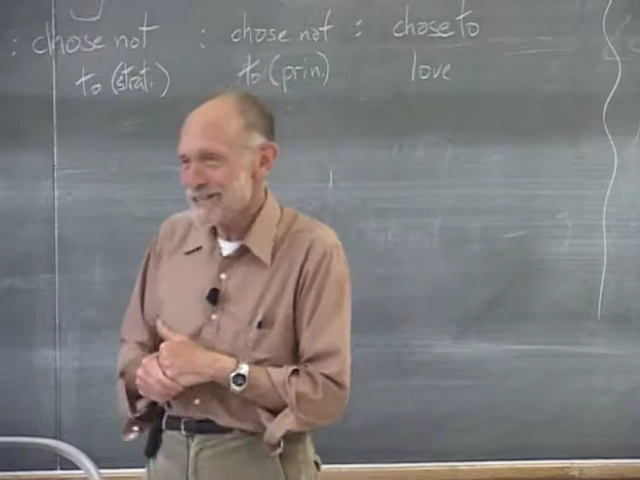 : chose not : chose not : chose to
to (strat.) to (prin.) love